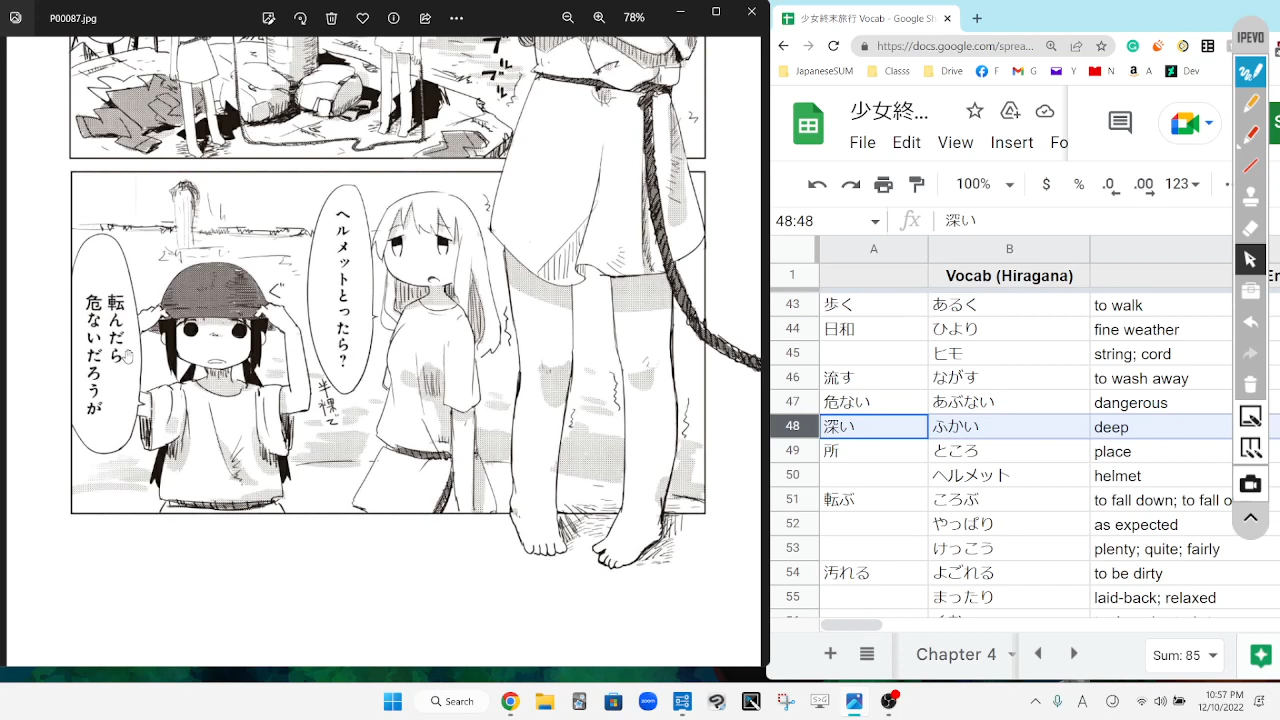 P00087.jpg
78%
ヘルメットとったら?
半裸で
転んだら
危ないだろうが
少女終末旅行 Vocab - Google Sh
https://docs.google.com/sprea...
JapaneseSUM
Classs
Drive
F
G
Y
N
A
少女終...
File
Edit
View
Insert
Fo
100%
$
%
.0
.00
123
48:48
fx
深い
A
B
1
Vocab (Hiragana)
En
43
歩く
あるく
to walk
44
日和
ひより
fine weather
45
ヒモ
string; cord
46
流す
ながす
to wash away
47
危ない
あぶない
dangerous
48
深い
ふかい
deep
49
所
ところ
place
50
ヘルメット
helmet
51
転ぶ
ころぶ
to fall down; to fall o
52
やっぱり
as expected
53
けっこう
plenty; quite; fairly
54
汚れる
よごれる
to be dirty
55
まったり
laid-back; relaxed
Chapter 4
Sum: 85
IPEVO
Search
zoom
A
10:57 PM
12/10/2022